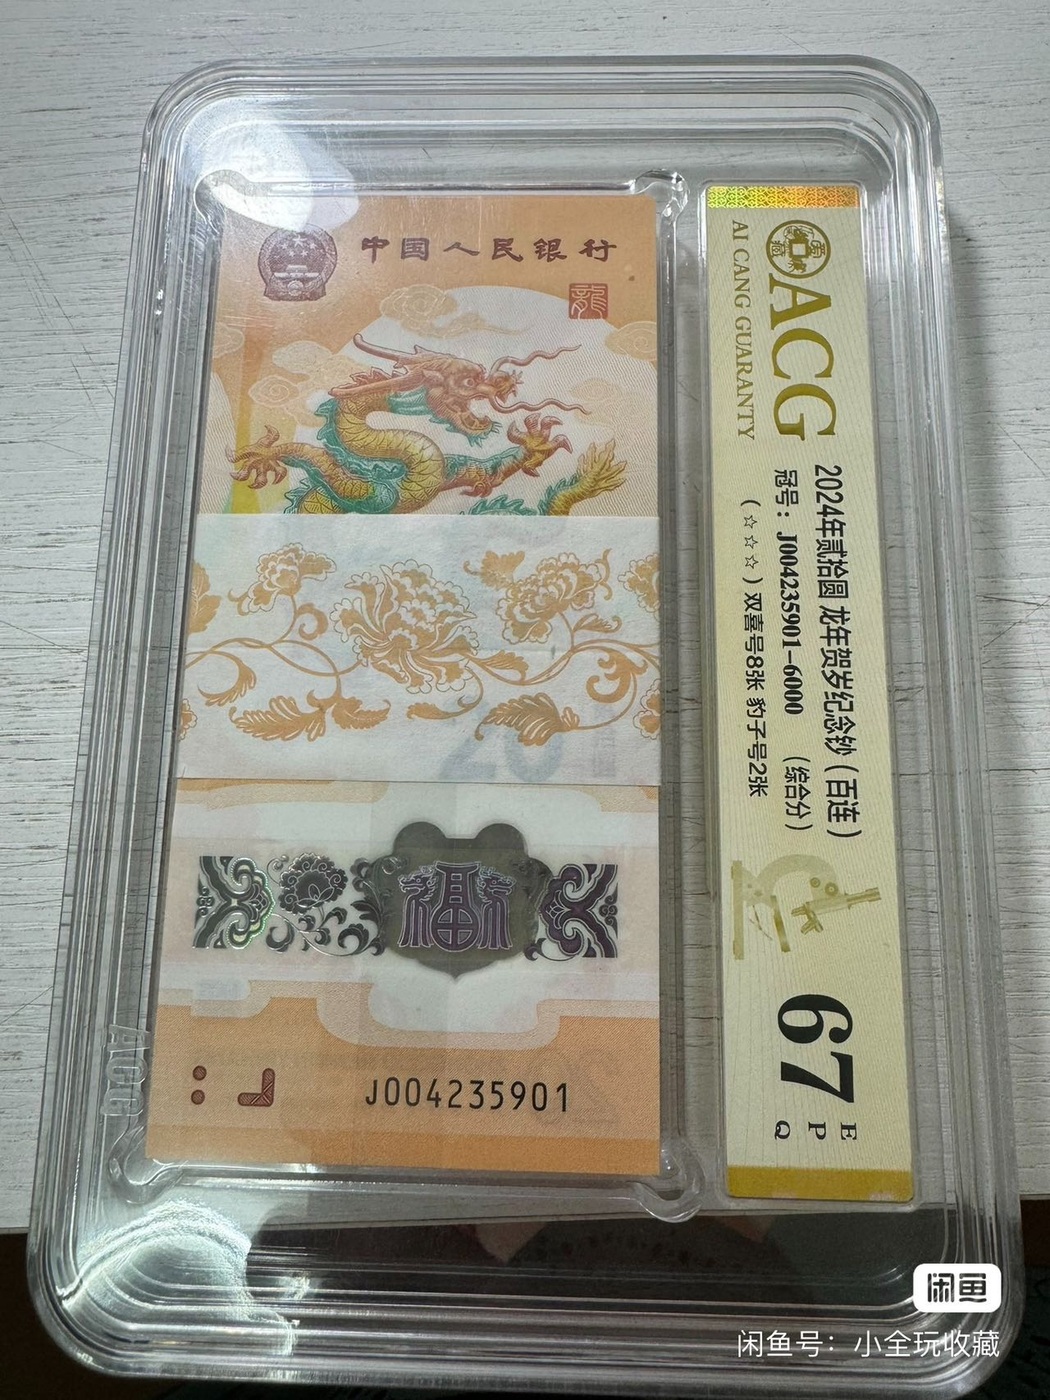 中国人民银行
龍
福
J004235901
ACG
AI CANG GUARANTY
2024年贰拾圆 龙年贺岁纪念钞（百连）
冠号：J004235901-6000 （综合分）
（☆☆☆）双喜号8张 豹子号2张
67
E
P
Q
ACG
闲鱼
闲鱼号：小全玩收藏